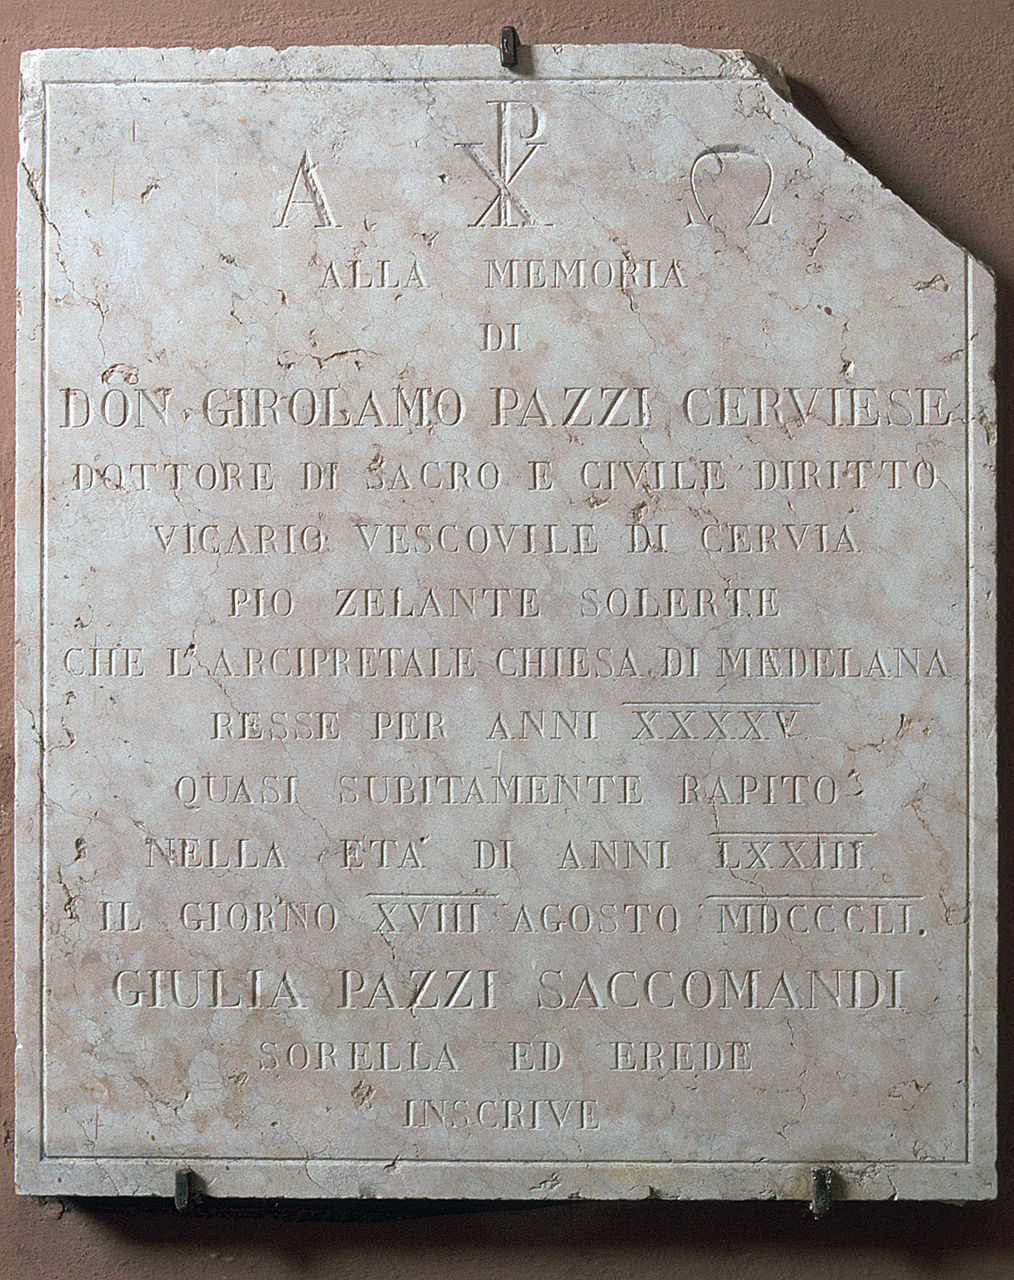 A ☧ Ω
ALLA MEMORIA
DI
DON GIROLAMO PAZZI CERVIESE
DOTTORE DI SACRO E CIVILE DIRITTO
VICARIO VESCOVILE DI CERVIA
PIO ZELANTE SOLERTE
CHE L'ARCIPRETALE CHIESA DI MÆDELANA
RESSE PER ANNI XXXXV.
QUASI SUBITAMENTE RAPITO
NELLA ETA' DI ANNI LXXIII.
IL GIORNO XVIII AGOSTO MDCCCLI.
GIULIA PAZZI SACCOMANDI
SORELLA ED EREDE
INSCRIVE